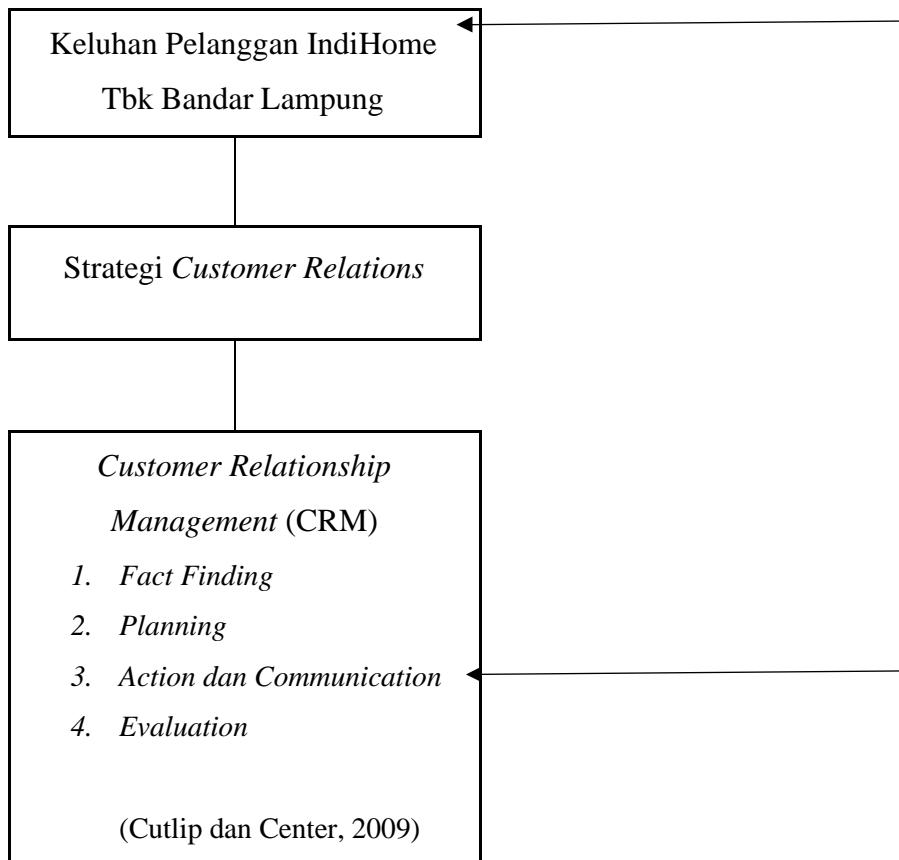 Keluhan Pelanggan IndiHome
Tbk Bandar Lampung
Strategi Customer Relations
Customer Relationship
Management (CRM)
1. Fact Finding
2. Planning
3. Action dan Communication
4. Evaluation
(Cutlip dan Center, 2009)